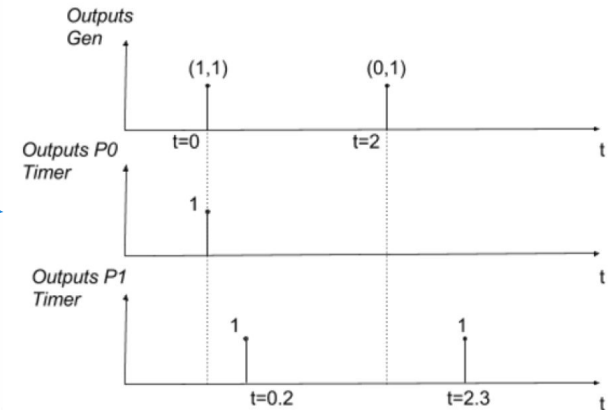 Outputs
Gen
(1,1)
(0,1)
t=0
t=2
t
Outputs P0
Timer
1
t
Outputs P1
Timer
1
1
t=0.2
t=2.3
t